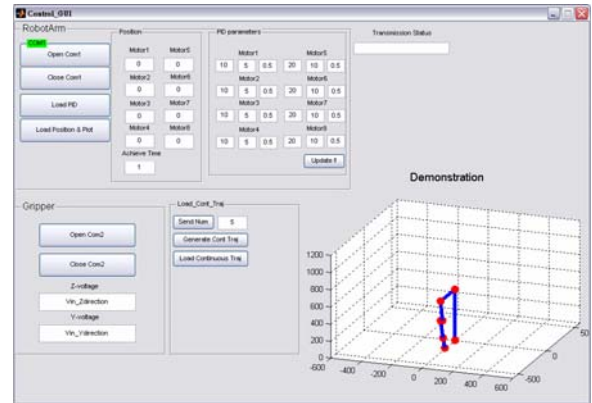 Control_GUI
RobotArm
COM1
Open Com1
Close Com1
Load PID
Load Position & Plot
Position
Motor1 Motor5
0 0
Motor2 Motor6
0 0
Motor3 Motor7
0 0
Motor4 Motor8
0 0
Achieve Time
1
PID parameters
Motor1 Motor5
10 5 0.5 20 10 0.5
Motor2 Motor6
10 5 0.5 20 10 0.5
Motor3 Motor7
10 5 0.5 20 10 0.5
Motor4 Motor8
10 5 0.5 20 10 0.5
Update !!
Transmission Status
Gripper
Open Com2
Close Com2
Z-voltage
Vin_Zdirection
Y-voltage
Vin_Ydirection
Load_Cont_Traj
Send Num 5
Generate Cont Traj
Load Continuous Traj
Demonstration
1200
1000
800
600
400
200
0
-600 -400 -200 0 200 400 600
-500 0 50